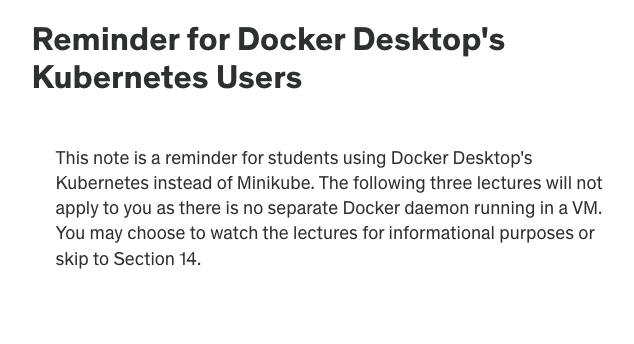 Reminder for Docker Desktop's
Kubernetes Users
This note is a reminder for students using Docker Desktop's
Kubernetes instead of Minikube. The following three lectures will not
apply to you as there is no separate Docker daemon running in a VM.
You may choose to watch the lectures for informational purposes or
skip to Section 14.